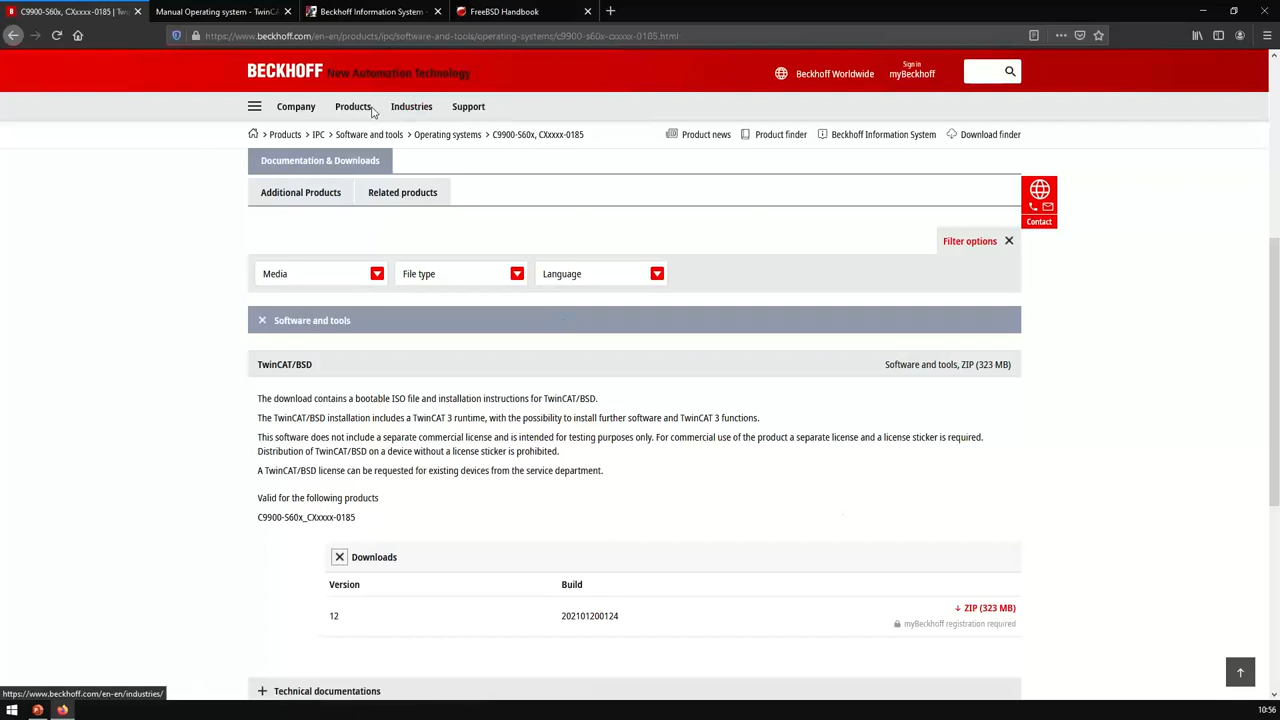 C9900-S60x, CXxxxx-0185 | Twi
Manual Operating system - TwinCA
Beckhoff Information System -
FreeBSD Handbook
https://www.beckhoff.com/en-en/products/ipc/software-and-tools/operating-systems/c9900-s60x-cxxxxx-0185.html
BECKHOFF New Automation Technology
Beckhoff Worldwide
Sign in
myBeckhoff
Company
Products
Industries
Support
Products > IPC > Software and tools > Operating systems > C9900-S60x, CXxxxx-0185
Product news
Product finder
Beckhoff Information System
Download finder
Documentation & Downloads
Additional Products
Related products
Contact
Filter options
Media
File type
Language
Software and tools
TwinCAT/BSD
Software and tools, ZIP (323 MB)
The download contains a bootable ISO file and installation instructions for TwinCAT/BSD.
The TwinCAT/BSD installation includes a TwinCAT 3 runtime, with the possibility to install further software and TwinCAT 3 functions.
This software does not include a separate commercial license and is intended for testing purposes only. For commercial use of the product a separate license and a license sticker is required.
Distribution of TwinCAT/BSD on a device without a license sticker is prohibited.
A TwinCAT/BSD license can be requested for existing devices from the service department.
Valid for the following products
C9900-S60x_CXxxxx-0185
Downloads
Version
Build
12
202101200124
ZIP (323 MB)
myBeckhoff registration required
Technical documentations
https://www.beckhoff.com/en-en/industries/
10:56